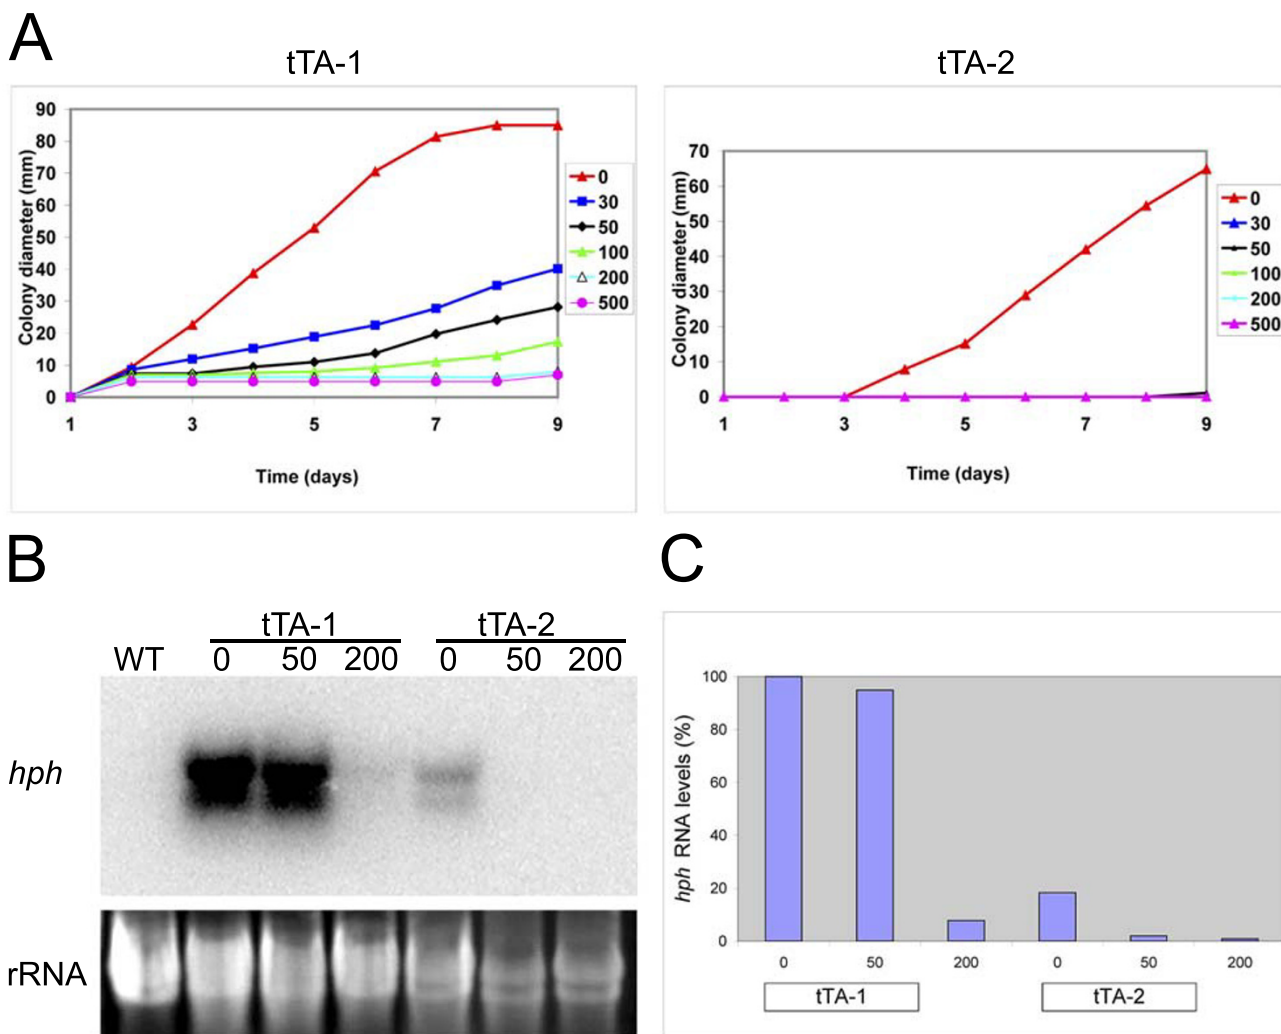 A
tTA-1
tTA-2
90
80
70
60
50
40
30
20
10
0
Colony diameter (mm)
1 3 5 7 9
Time (days)
0
30
50
100
200
500
70
60
50
40
30
20
10
0
Colony diameter (mm)
1 3 5 7 9
Time (days)
0
30
50
100
200
500
B
tTA-1 tTA-2
WT 0 50 200 0 50 200
hph
rRNA
C
100
80
60
40
20
0
hph RNA levels (%)
0 50 200 0 50 200
tTA-1 tTA-2